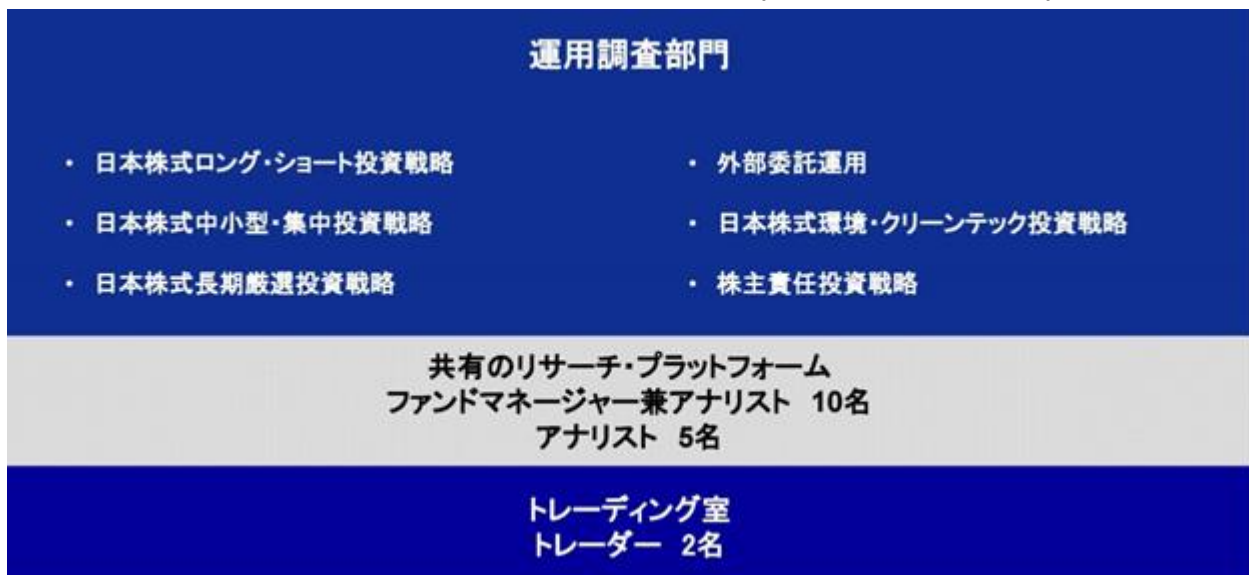 運用調査部門
・ 日本株式ロング・ショート投資戦略
・ 外部委託運用
・ 日本株式中小型・集中投資戦略
・ 日本株式環境・クリーンテック投資戦略
・ 日本株式長期厳選投資戦略
・ 株主責任投資戦略
共有のリサーチ・プラットフォーム
ファンドマネージャー兼アナリスト 10名
アナリスト 5名
トレーディング室
トレーダー 2名